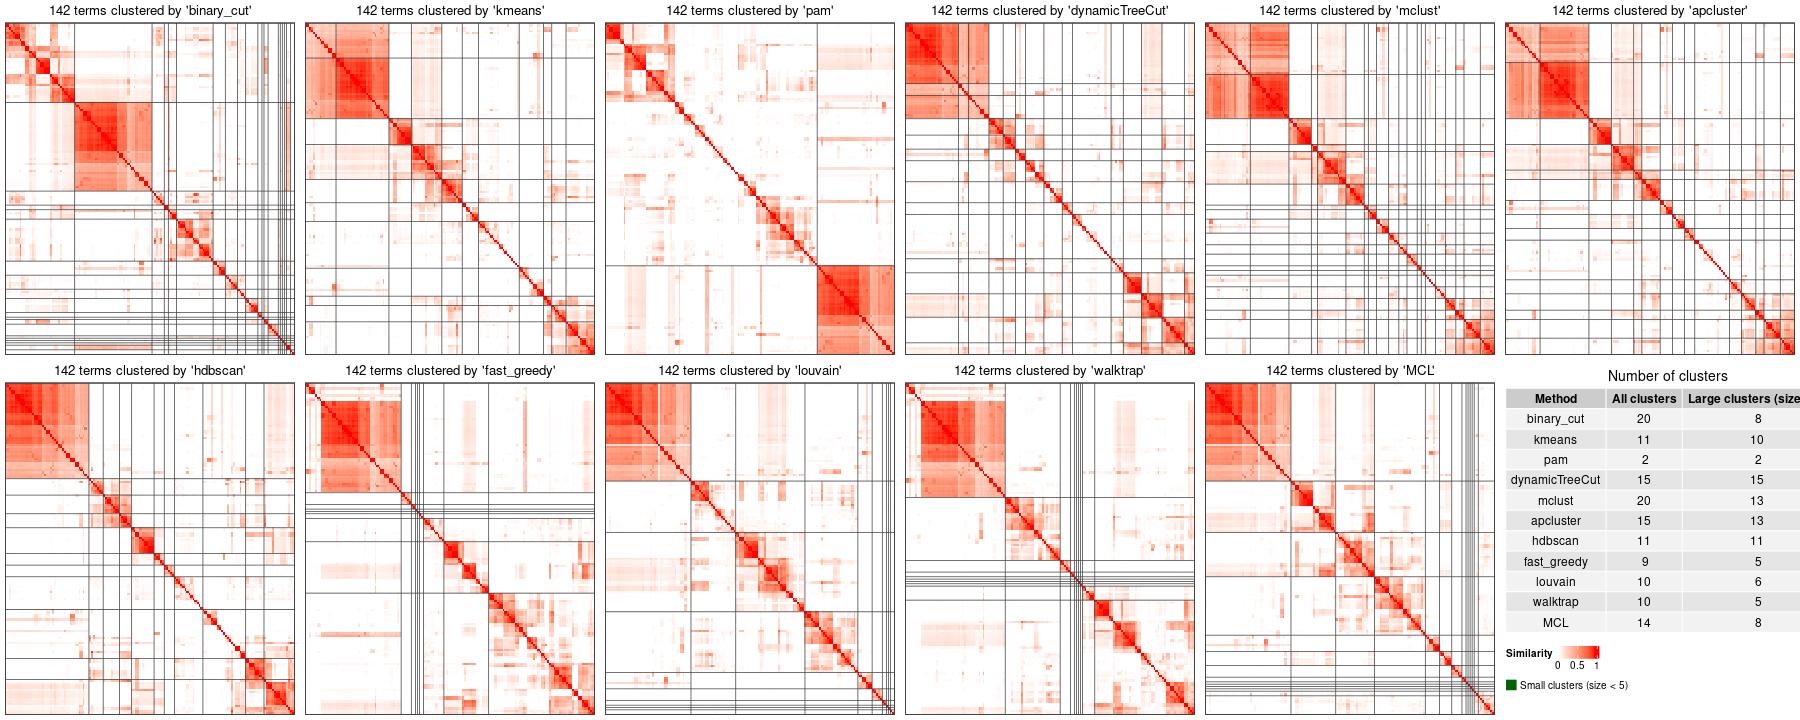 142 terms clustered by 'binary_cut'
142 terms clustered by 'kmeans'
142 terms clustered by 'pam'
142 terms clustered by 'dynamicTreeCut'
142 terms clustered by 'mclust'
142 terms clustered by 'apcluster'
142 terms clustered by 'hdbscan'
142 terms clustered by 'fast_greedy'
142 terms clustered by 'louvain'
142 terms clustered by 'walktrap'
142 terms clustered by 'MCL'
Number of clusters
Method All clusters Large clusters (size
binary_cut 20 8
kmeans 11 10
pam 2 2
dynamicTreeCut 15 15
mclust 20 13
apcluster 15 13
hdbscan 11 11
fast_greedy 9 5
louvain 10 6
walktrap 10 5
MCL 14 8
Similarity
0 0.5 1
Small clusters (size < 5)